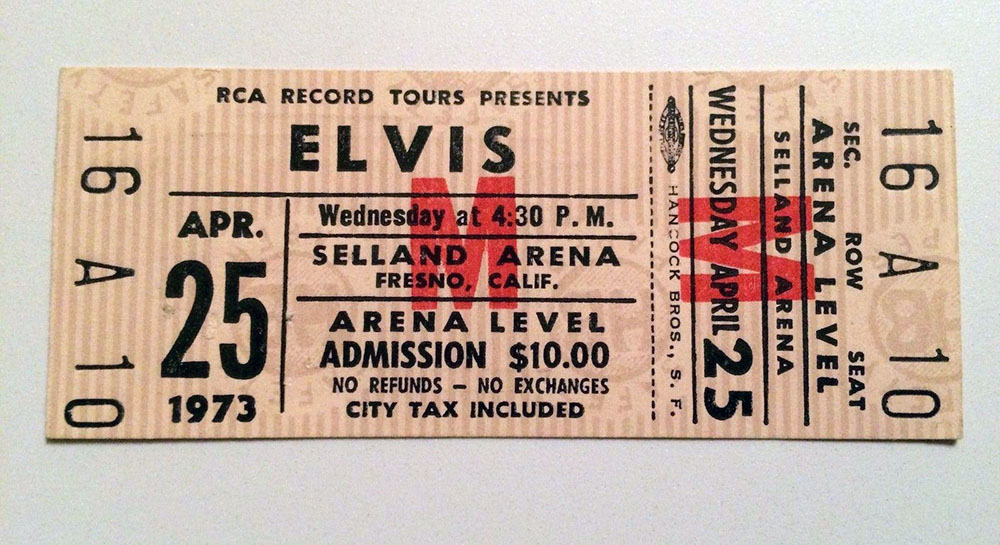 16 A 10
RCA RECORD TOURS PRESENTS
ELVIS
APR.
25
1973
Wednesday at 4:30 P. M.
SELLAND ARENA
FRESNO, CALIF.
ARENA LEVEL
ADMISSION $10.00
NO REFUNDS – NO EXCHANGES
CITY TAX INCLUDED
M
HANCOCK BROS., S. F.
WEDNESDAY APRIL 25
SELLAND ARENA
ARENA LEVEL
M
SEC. ROW SEAT
16 A 10